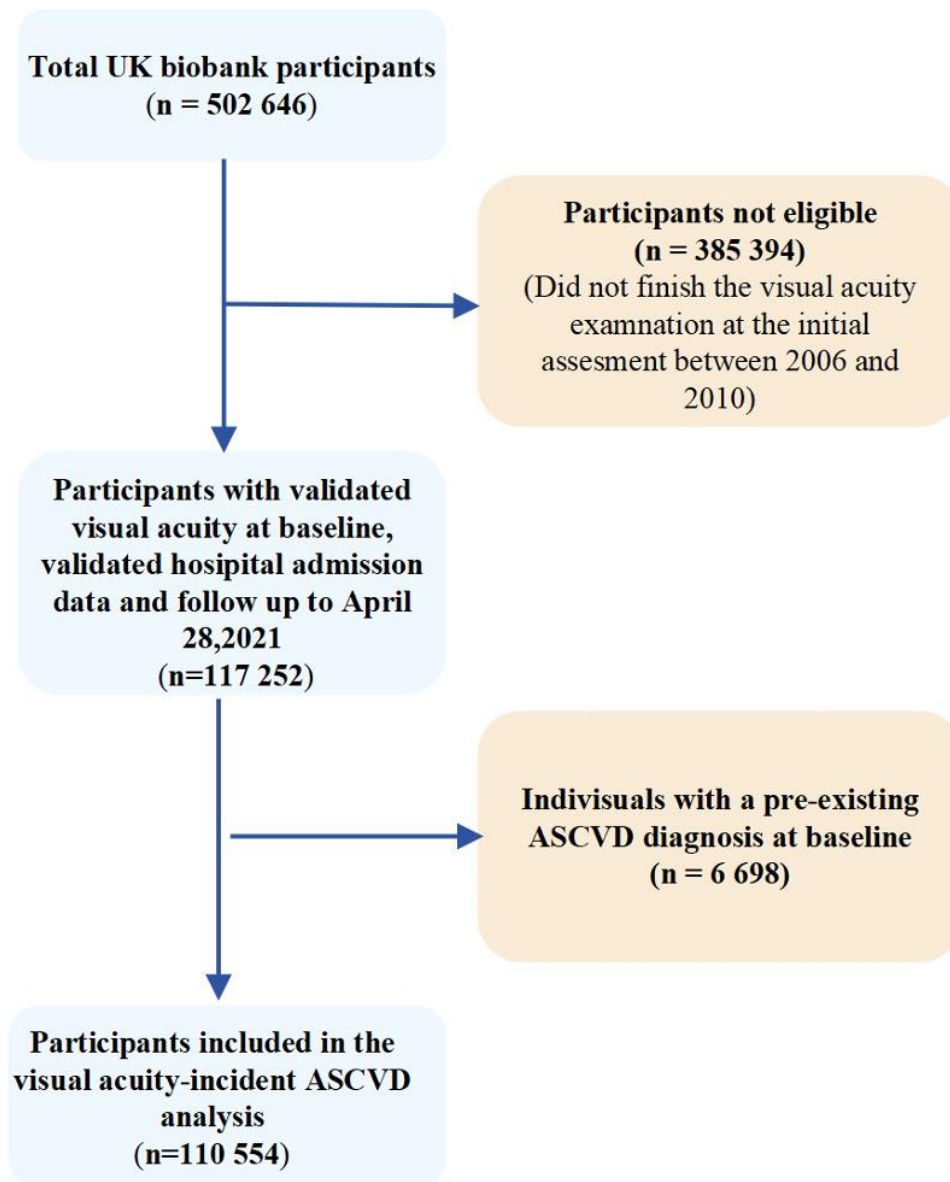 Total UK biobank participants
(n = 502 646)
Participants not eligible
(n = 385 394)
(Did not finish the visual acuity
examnation at the initial
assesment between 2006 and
2010)
Participants with validated
visual acuity at baseline,
validated hosipital admission
data and follow up to April
28,2021
(n=117 252)
Indivisuals with a pre-existing
ASCVD diagnosis at baseline
(n = 6 698)
Participants included in the
visual acuity-incident ASCVD
analysis
(n=110 554)